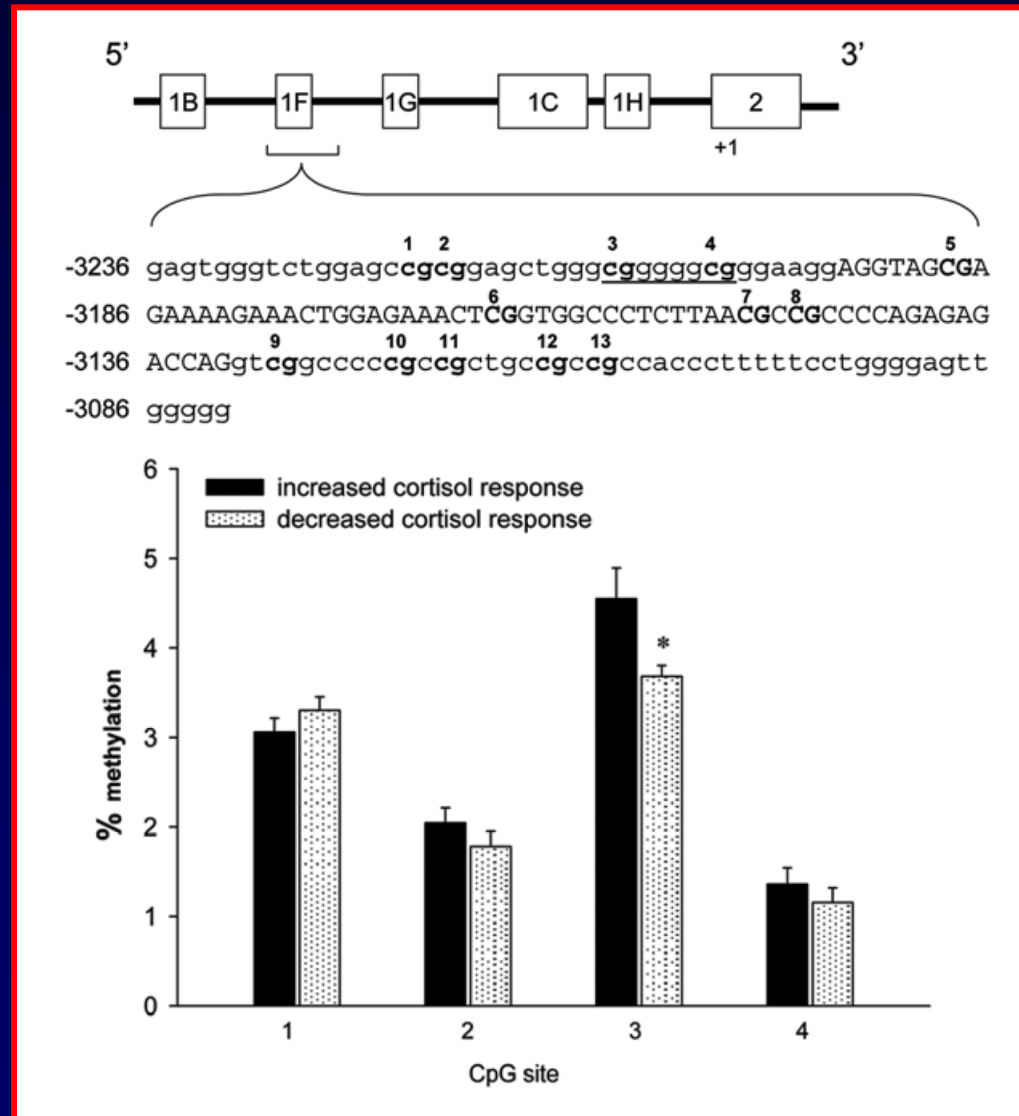 5’ 3’
1B 1F 1G 1C 1H 2
+1
1 2 3 4 5
-3236 gagtgggtctggagccgcggagctgggcgggggcgggaaggAGGTAGCGA
6 7 8
-3186 GAAAAGAAACTGGAGAAACTCGGTGGCCCTCTTAACGCCGCCCCAGAGAG
9 10 11 12 13
-3136 ACCAGgtcggcccccgccgctgccgccgccacccttttttcctggggagtt
-3086 ggggg
6
increased cortisol response
decreased cortisol response
5
4
*
3
2
1
0
% methylation
1 2 3 4
CpG site